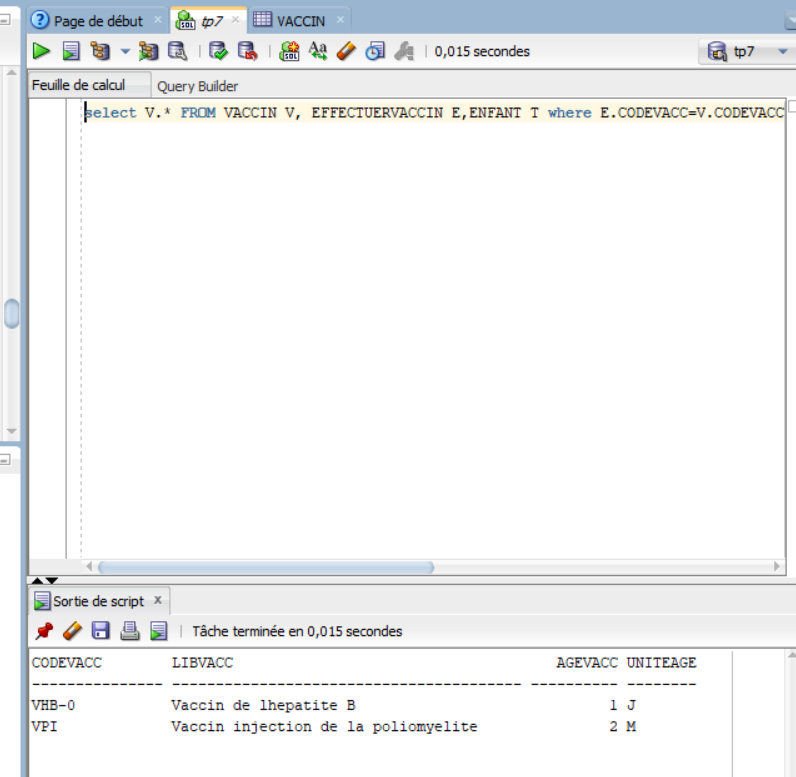 Page de début tp7 VACCIN
0,015 secondes tp7
Feuille de calcul Query Builder
select V.* FROM VACCIN V, EFFECTUERVACCIN E,ENFANT T where E.CODEVACC=V.CODEVACC
Sortie de script
Tâche terminée en 0,015 secondes
CODEVACC LIBVACC AGEVACC UNITEAGE
--------------- ---------------------------------------- ---------- --------
VHB-0 Vaccin de lhepatite B 1 J
VPI Vaccin injection de la poliomyelite 2 M